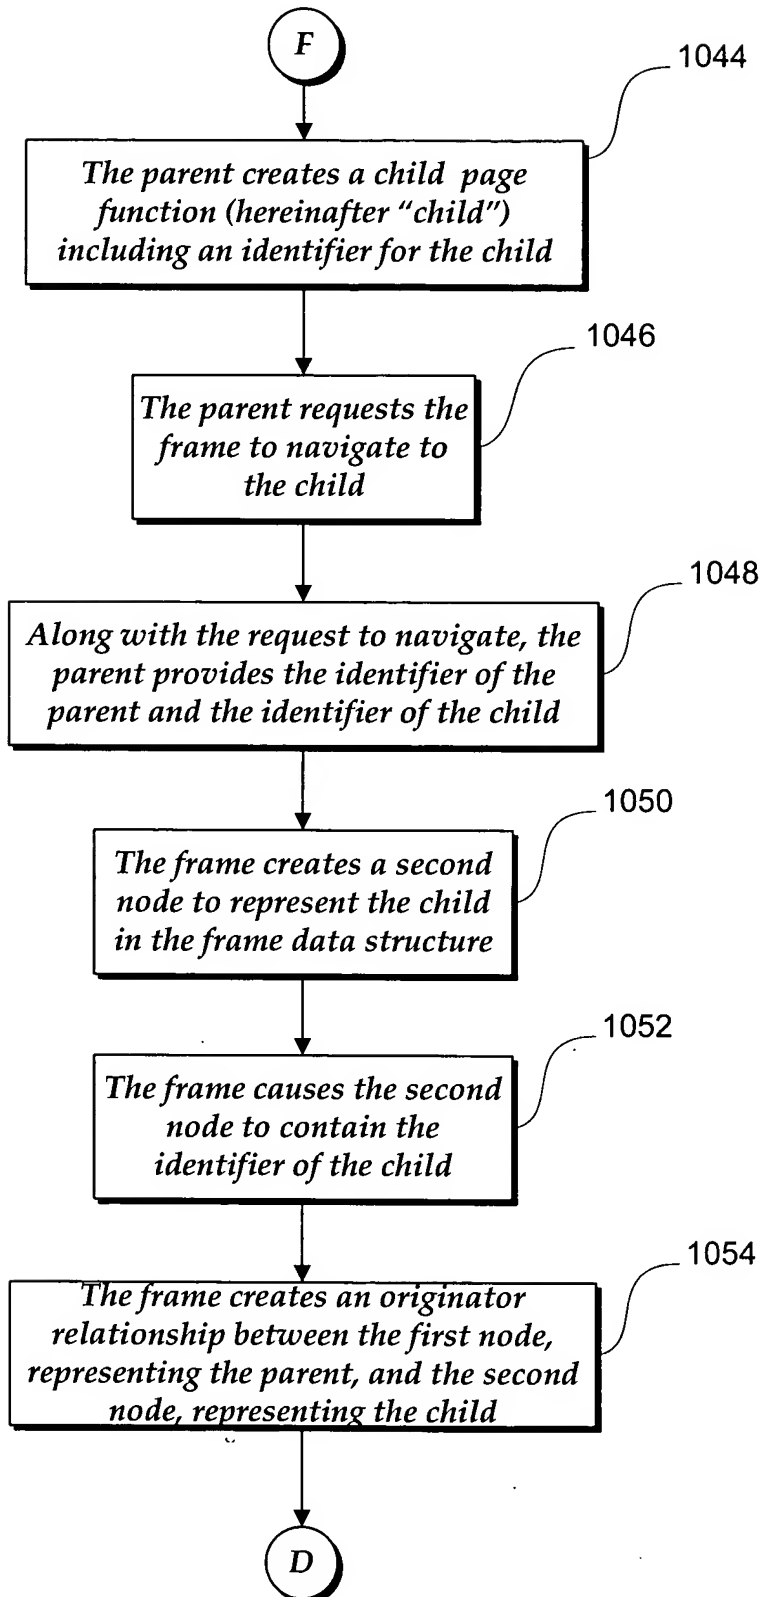 F
1044
The parent creates a child page
function (hereinafter “child”)
including an identifier for the child
1046
The parent requests the
frame to navigate to
the child
1048
Along with the request to navigate, the
parent provides the identifier of the
parent and the identifier of the child
1050
The frame creates a second
node to represent the child
in the frame data structure
1052
The frame causes the second
node to contain the
identifier of the child
1054
The frame creates an originator
relationship between the first node,
representing the parent, and the second
node, representing the child
D